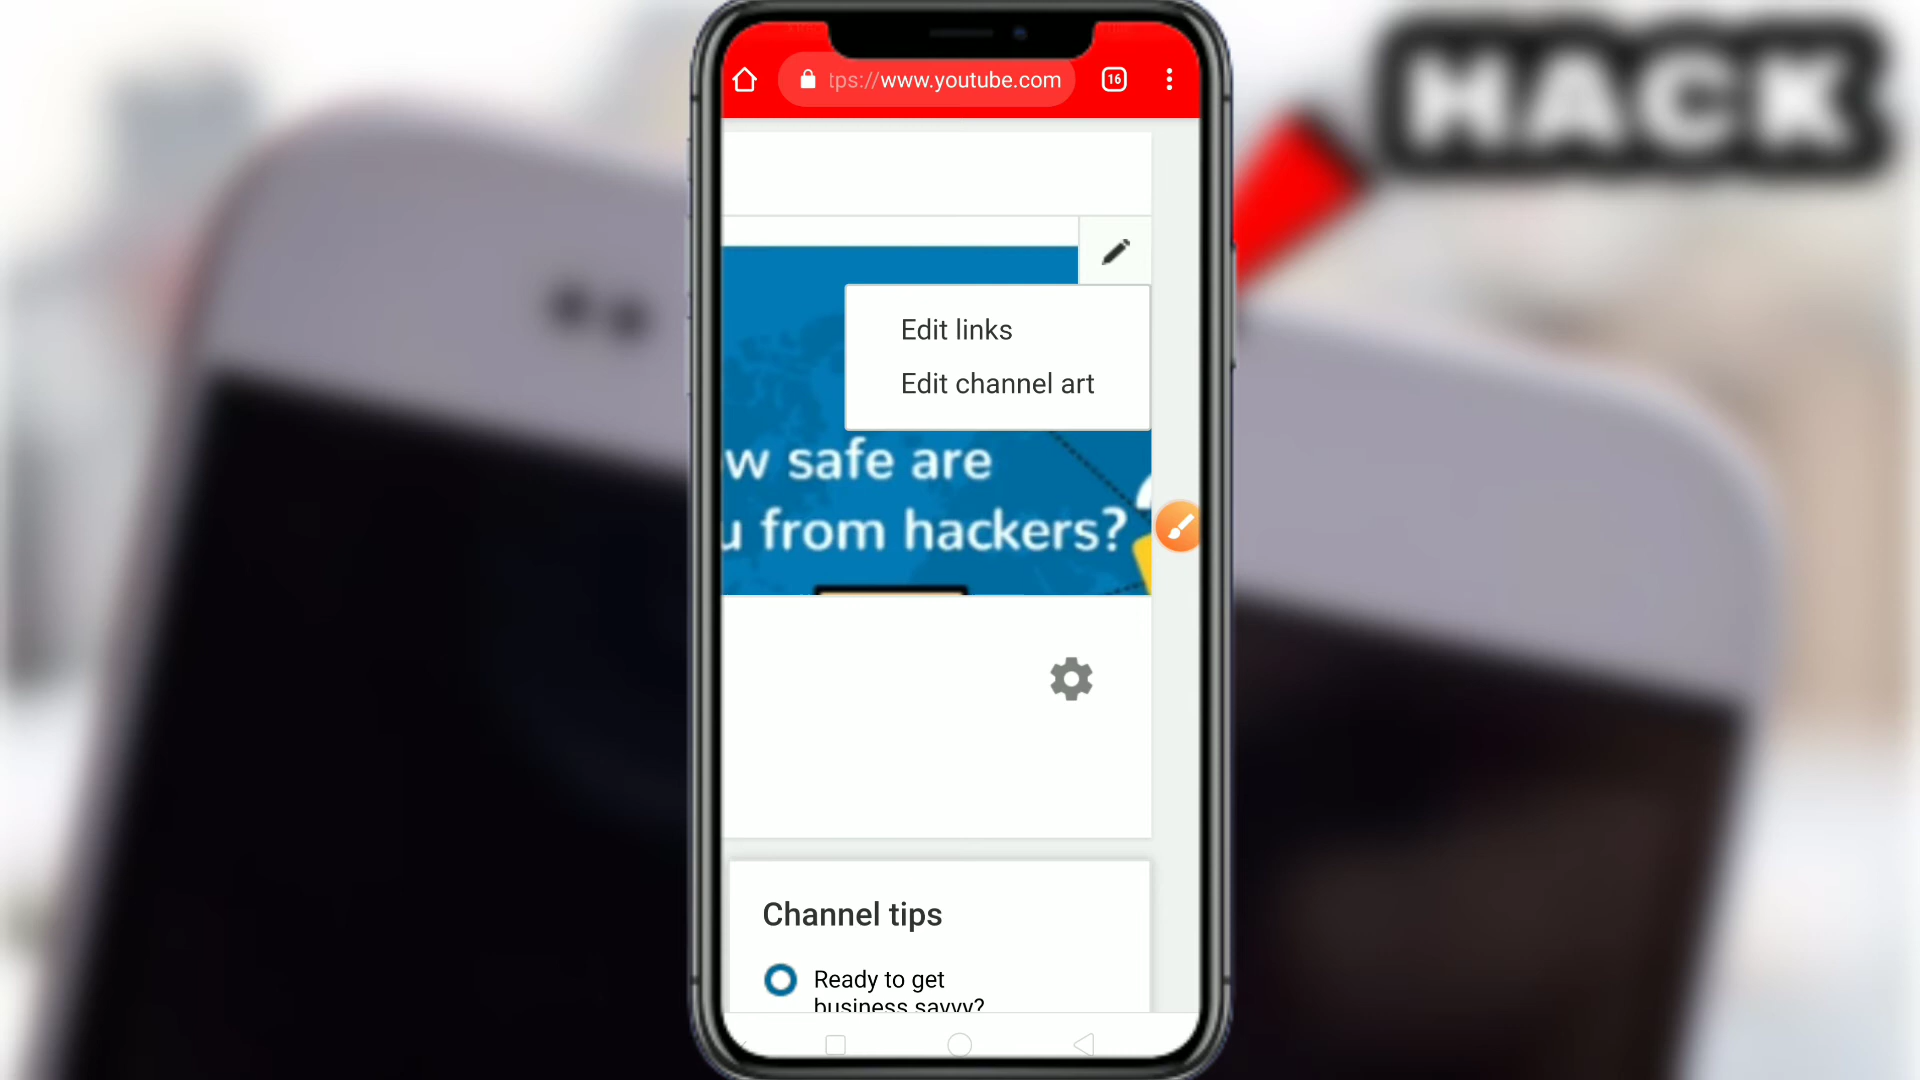 HACK
tps://www.youtube.com
16
Edit links
Edit channel art
w safe are
u from hackers?
Channel tips
Ready to get
business savvy?